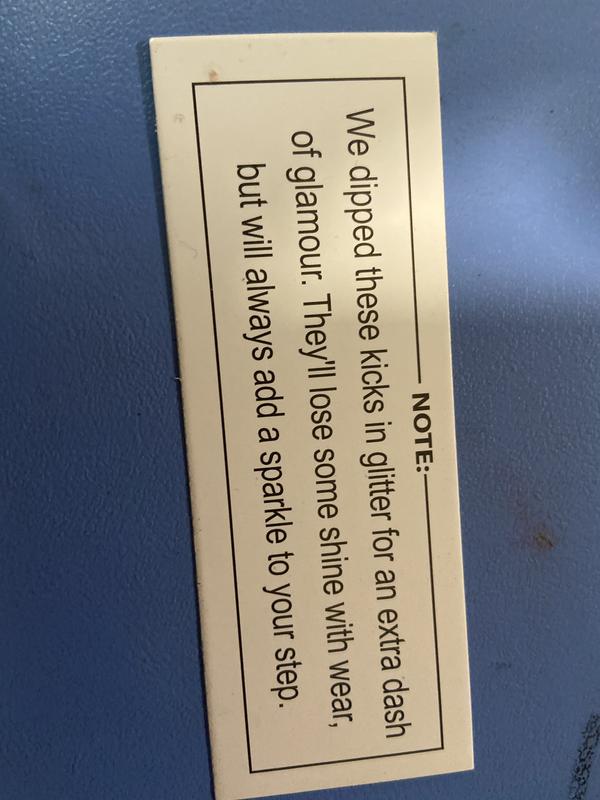 NOTE:
We dipped these kicks in glitter for an extra dash
of glamour. They'll lose some shine with wear,
but will always add a sparkle to your step.